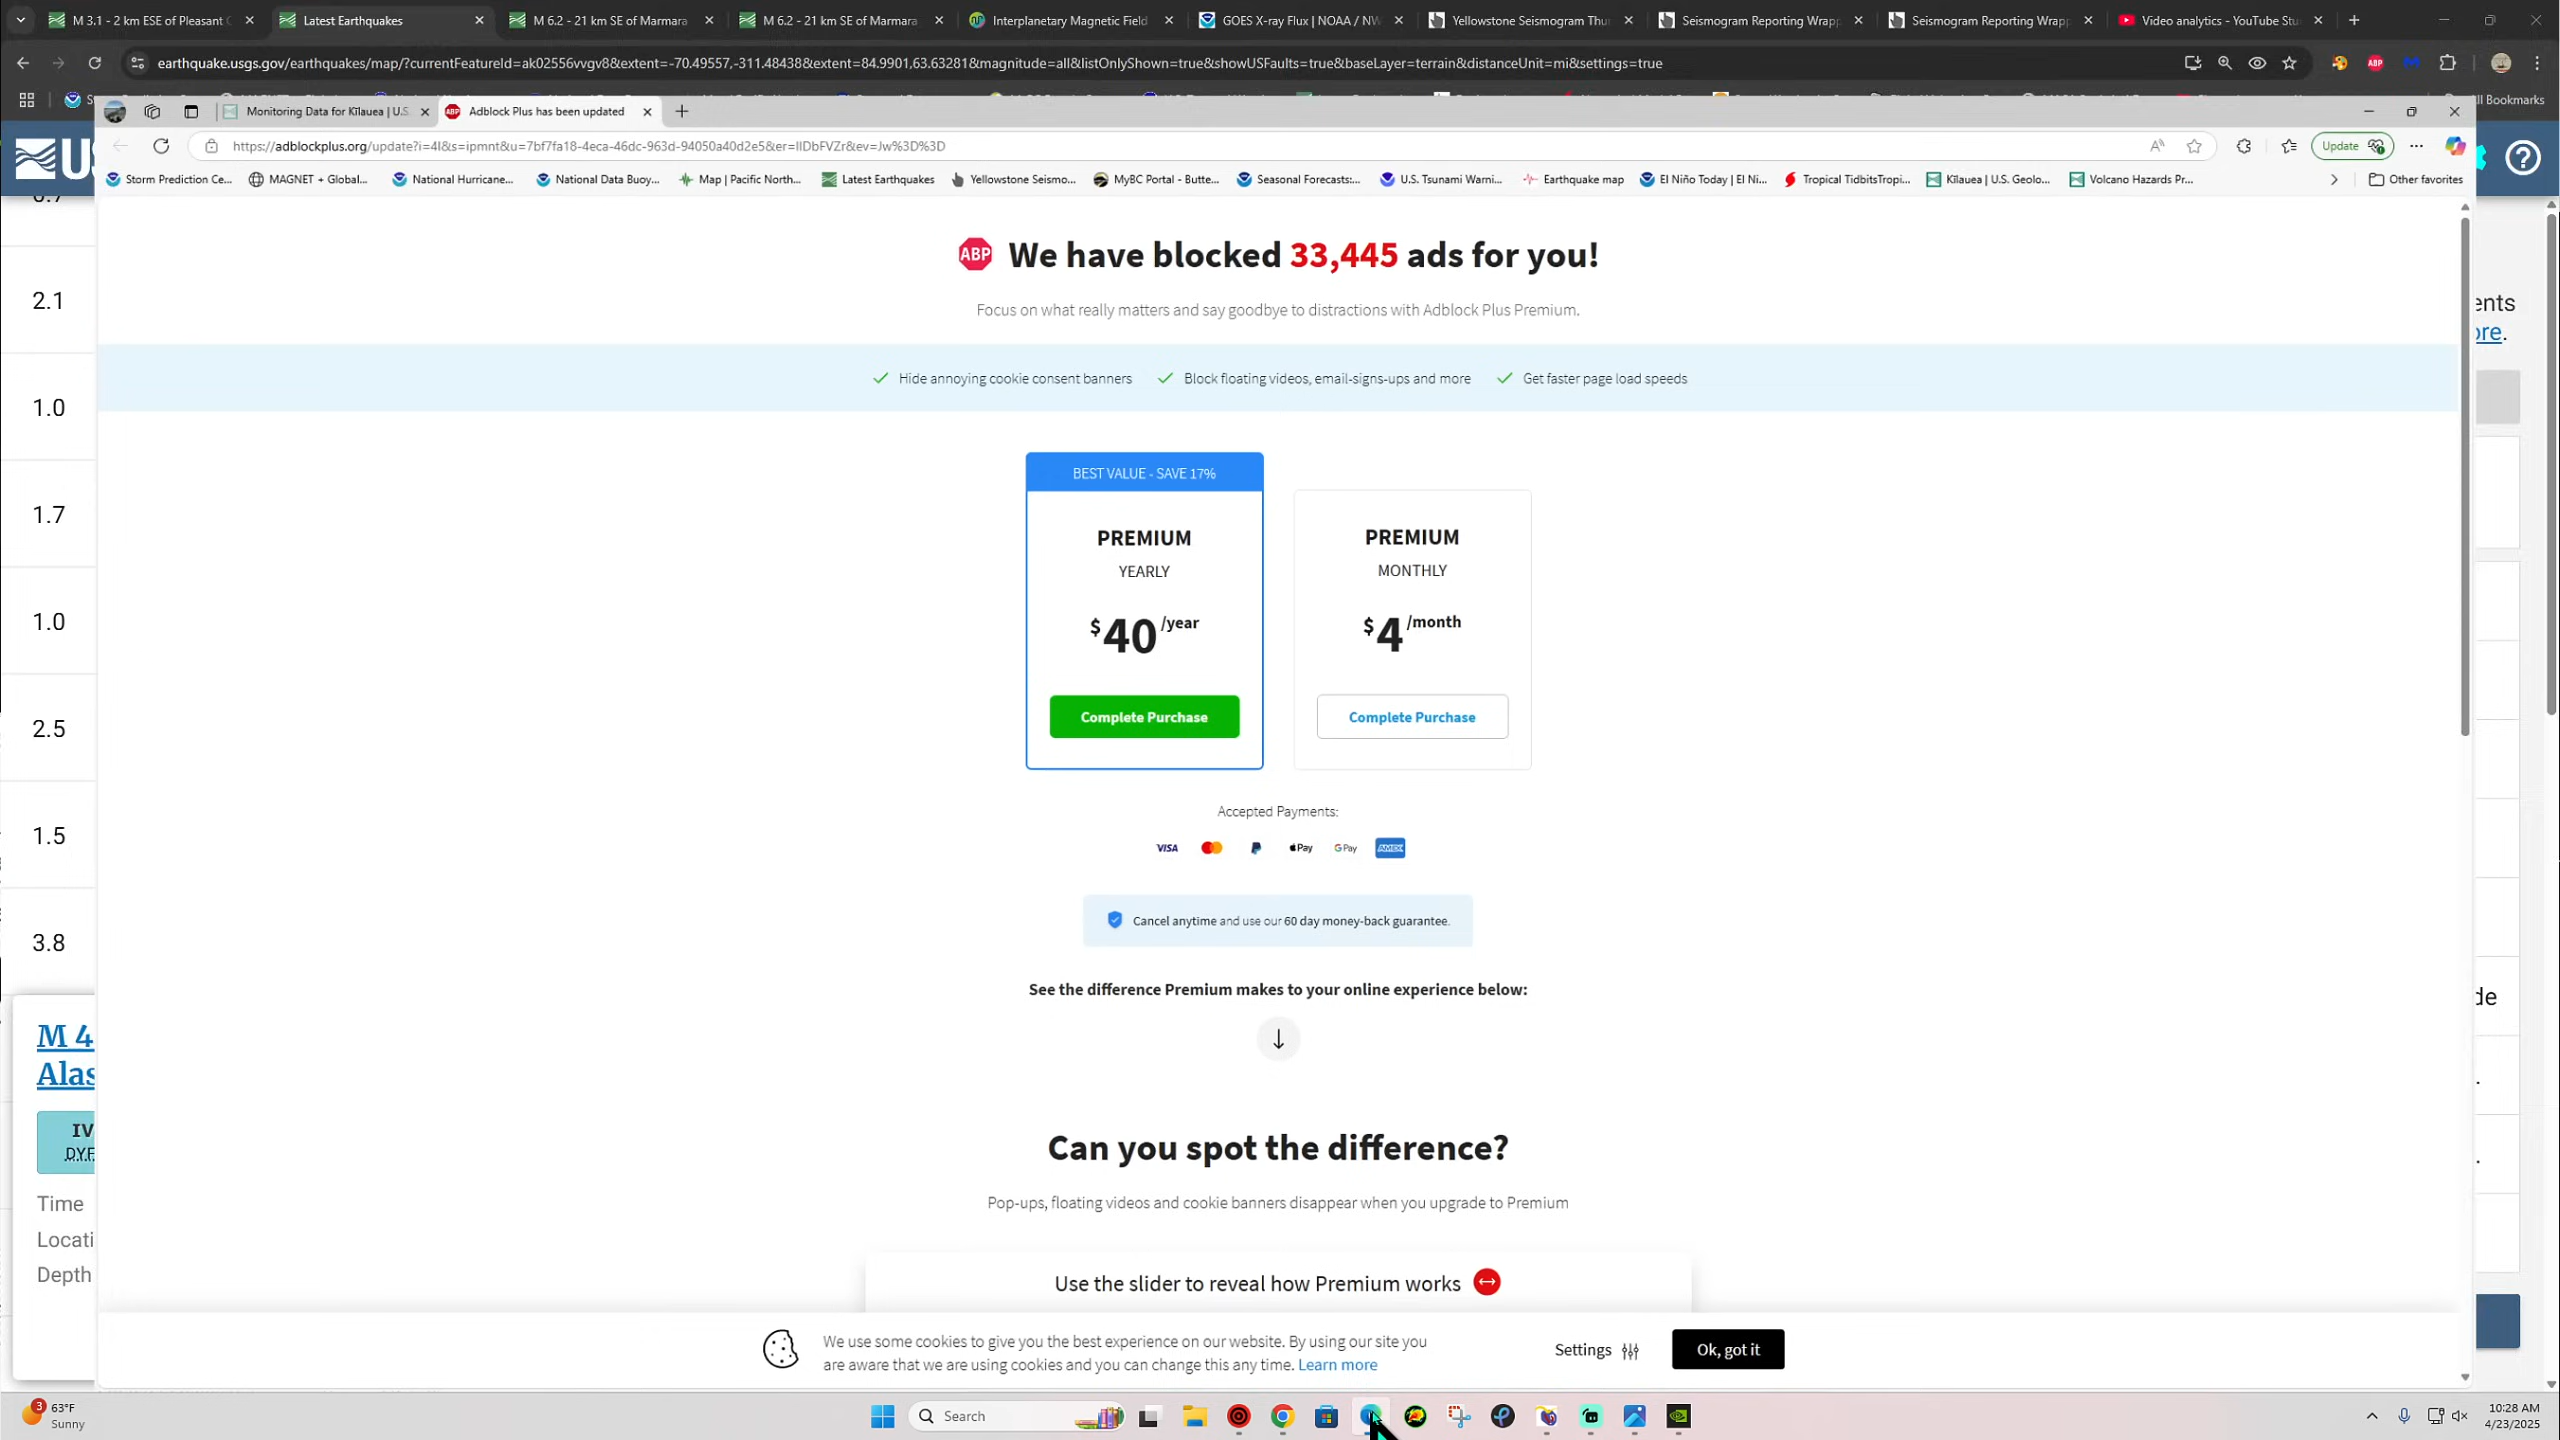 M 3.1 - 2 km ESE of Pleasant
Latest Earthquakes
M 6.2 - 21 km SE of Marmara
M 6.2 - 21 km SE of Marmara
Interplanetary Magnetic Field
GOES X-ray Flux | NOAA / NW
Yellowstone Seismogram Thu
Seismogram Reporting Wrapp
Seismogram Reporting Wrapp
Video analytics - YouTube Stu
earthquake.usgs.gov/earthquakes/map/?currentFeatureId=ak02556vvgv8&extent=-70.49557,-311.48438&extent=84.9901,63.63281&magnitude=all&listOnlyShown=true&showUSFaults=true&baseLayer=terrain&distanceUnit=mi&settings=true
All Bookmarks
Monitoring Data for Kīlauea | U.S.
Adblock Plus has been updated
https://adblockplus.org/update?i=4I&s=ipmnt&u=7bf7fa18-4eca-46dc-963d-94050a40d2e5&er=IIDbFVZr&ev=Jw%3D%3D
Update
Storm Prediction Ce...
MAGNET + Global...
National Hurricane...
National Data Buoy...
Map | Pacific North...
Latest Earthquakes
Yellowstone Seismo...
MyBC Portal - Butte...
Seasonal Forecasts:...
U.S. Tsunami Warni...
Earthquake map
El Niño Today | El Ni...
Tropical TidbitsTropi...
Kīlauea | U.S. Geolo...
Volcano Hazards Pr...
Other favorites
ABP We have blocked 33,445 ads for you!
Focus on what really matters and say goodbye to distractions with Adblock Plus Premium.
Hide annoying cookie consent banners
Block floating videos, email-signs-ups and more
Get faster page load speeds
BEST VALUE - SAVE 17%
PREMIUM
YEARLY
$40/year
Complete Purchase
PREMIUM
MONTHLY
$4/month
Complete Purchase
Accepted Payments:
VISA
Pay
G Pay
AMEX
Cancel anytime and use our 60 day money-back guarantee.
See the difference Premium makes to your online experience below:
Can you spot the difference?
Pop-ups, floating videos and cookie banners disappear when you upgrade to Premium
Use the slider to reveal how Premium works
We use some cookies to give you the best experience on our website. By using our site you
are aware that we are using cookies and you can change this any time. Learn more
Settings
Ok, got it
US
2.1
1.0
1.7
1.0
2.5
1.5
3.8
M 4
Alas
IV
DYF
Time
Locati
Depth
ents
ore.
de
3
63°F
Sunny
Search
10:28 AM
4/23/2025